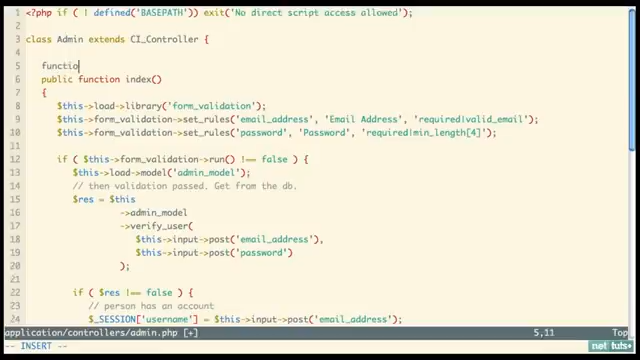 1 <?php if ( ! defined('BASEPATH')) exit('No direct script access allowed');
2
3 class Admin extends CI_Controller {
4
5 functio
6 public function index()
7 {
8 $this->load->library('form_validation');
9 $this->form_validation->set_rules('email_address', 'Email Address', 'required|valid_email');
10 $this->form_validation->set_rules('password', 'Password', 'required|min_length[4]');
11
12 if ( $this->form_validation->run() !== false ) {
13 $this->load->model('admin_model');
14 // then validation passed. Get from the db.
15 $res = $this
16 ->admin_model
17 ->verify_user(
18 $this->input->post('email_address'),
19 $this->input->post('password')
20 );
21
22 if ( $res !== false ) {
23 // person has an account
24 $_SESSION['username'] = $this->input->post('email_address');
application/controllers/admin.php [+] 5,11 Top
-- INSERT --
net tuts+